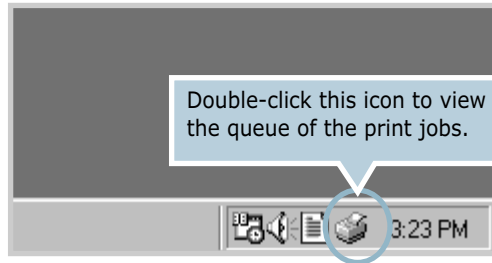 Double-click this icon to view
the queue of the print jobs.
3:23 PM